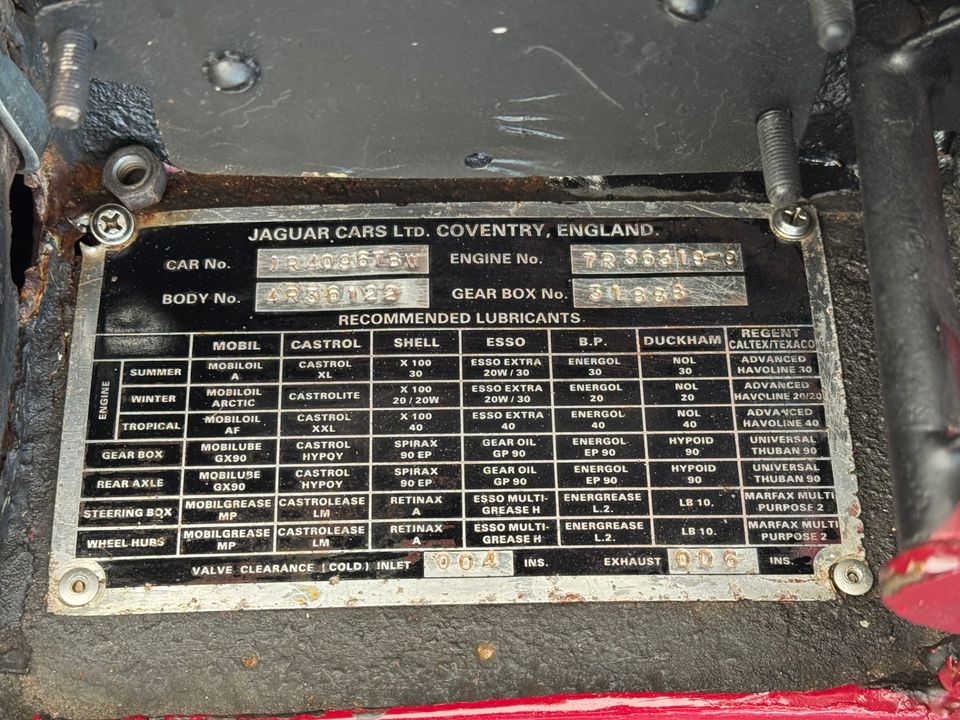 JAGUAR CARS LTD. COVENTRY, ENGLAND.
CAR No. 1R40967BW ENGINE No. 7R36319-9
BODY No. 4R36122 GEAR BOX No. 31888
RECOMMENDED LUBRICANTS
MOBIL CASTROL SHELL ESSO B.P. DUCKHAM REGENT CALTEX/TEXACO
ENGINE
SUMMER MOBILOIL A CASTROL XL X 100 30 ESSO EXTRA 20W/30 ENERGOL 30 NOL 30 ADVANCED HAVOLINE 30
WINTER MOBILOIL ARCTIC CASTROLITE X 100 20/20W ESSO EXTRA 20W/30 ENERGOL 20 NOL 20 ADVANCED HAVOLINE 20/20
TROPICAL MOBILOIL AF CASTROL XXL X 100 40 ESSO EXTRA 40 ENERGOL 40 NOL 40 ADVANCED HAVOLINE 40
GEAR BOX MOBILUBE GX90 CASTROL HYPOY SPIRAX 90 EP GEAR OIL GP 90 ENERGOL EP 90 HYPOID 90 UNIVERSAL THUBAN 90
REAR AXLE MOBILUBE GX90 CASTROL HYPOY SPIRAX 90 EP GEAR OIL GP 90 ENERGOL EP 90 HYPOID 90 UNIVERSAL THUBAN 90
STEERING BOX MOBILGREASE MP CASTROLEASE LM RETINAX A ESSO MULTI-GREASE H ENERGREASE L.2. LB 10. MARFAX MULTI PURPOSE 2
WHEEL HUBS MOBILGREASE MP CASTROLEASE LM RETINAX A ESSO MULTI-GREASE H ENERGREASE L.2. LB 10. MARFAX MULTI PURPOSE 2
VALVE CLEARANCE (COLD) INLET 004 INS. EXHAUST 006 INS.